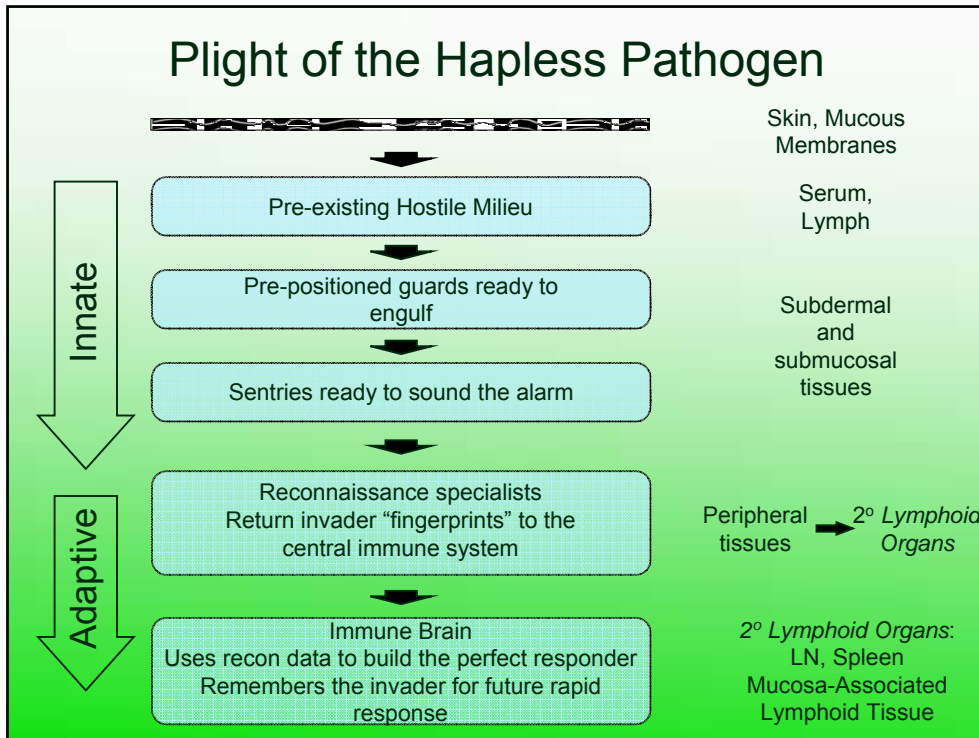 Plight of the Hapless Pathogen
Skin, Mucous
Membranes
Innate
Pre-existing Hostile Milieu
Serum,
Lymph
Pre-positioned guards ready to
engulf
Sentries ready to sound the alarm
Subdermal
and
submucosal
tissues
Adaptive
Reconnaissance specialists
Return invader “fingerprints” to the
central immune system
Peripheral
tissues
2o Lymphoid
Organs
Immune Brain
Uses recon data to build the perfect responder
Remembers the invader for future rapid
response
2o Lymphoid Organs:
LN, Spleen
Mucosa-Associated
Lymphoid Tissue